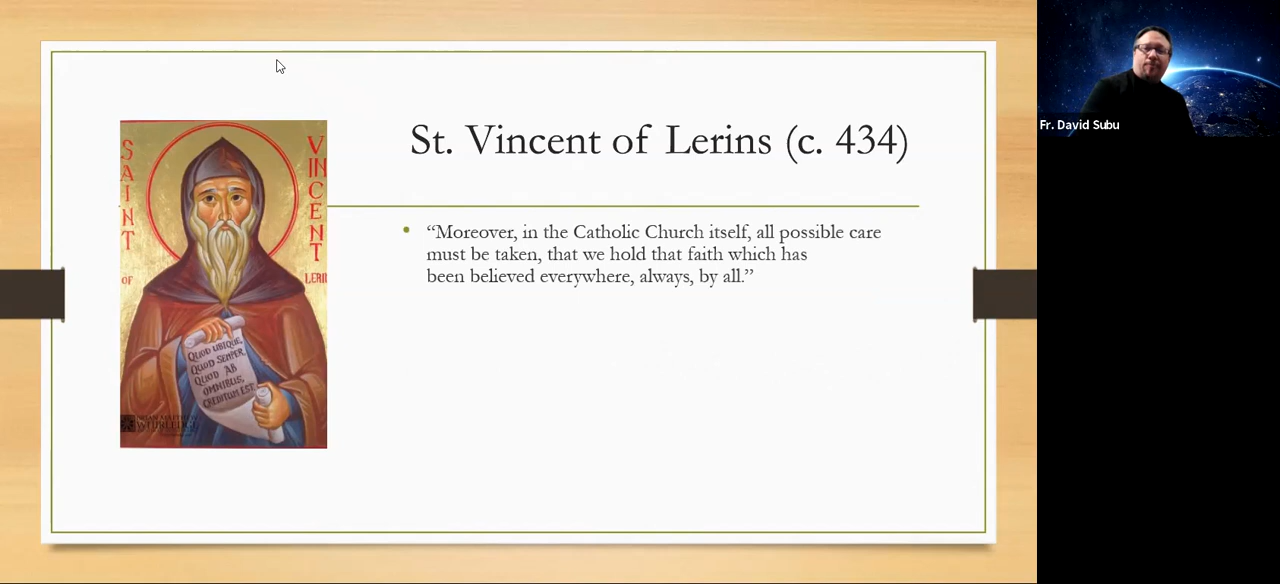 St. Vincent of Lerins (c. 434)
• “Moreover, in the Catholic Church itself, all possible care
must be taken, that we hold that faith which has
been believed everywhere, always, by all.”
SAINT
OF
VINCENT
LERIN
QUOD UBIQUE,
QUOD SEMPER,
QUOD AB
OMNIBUS,
CREDITUM EST.
Fr. David Subu